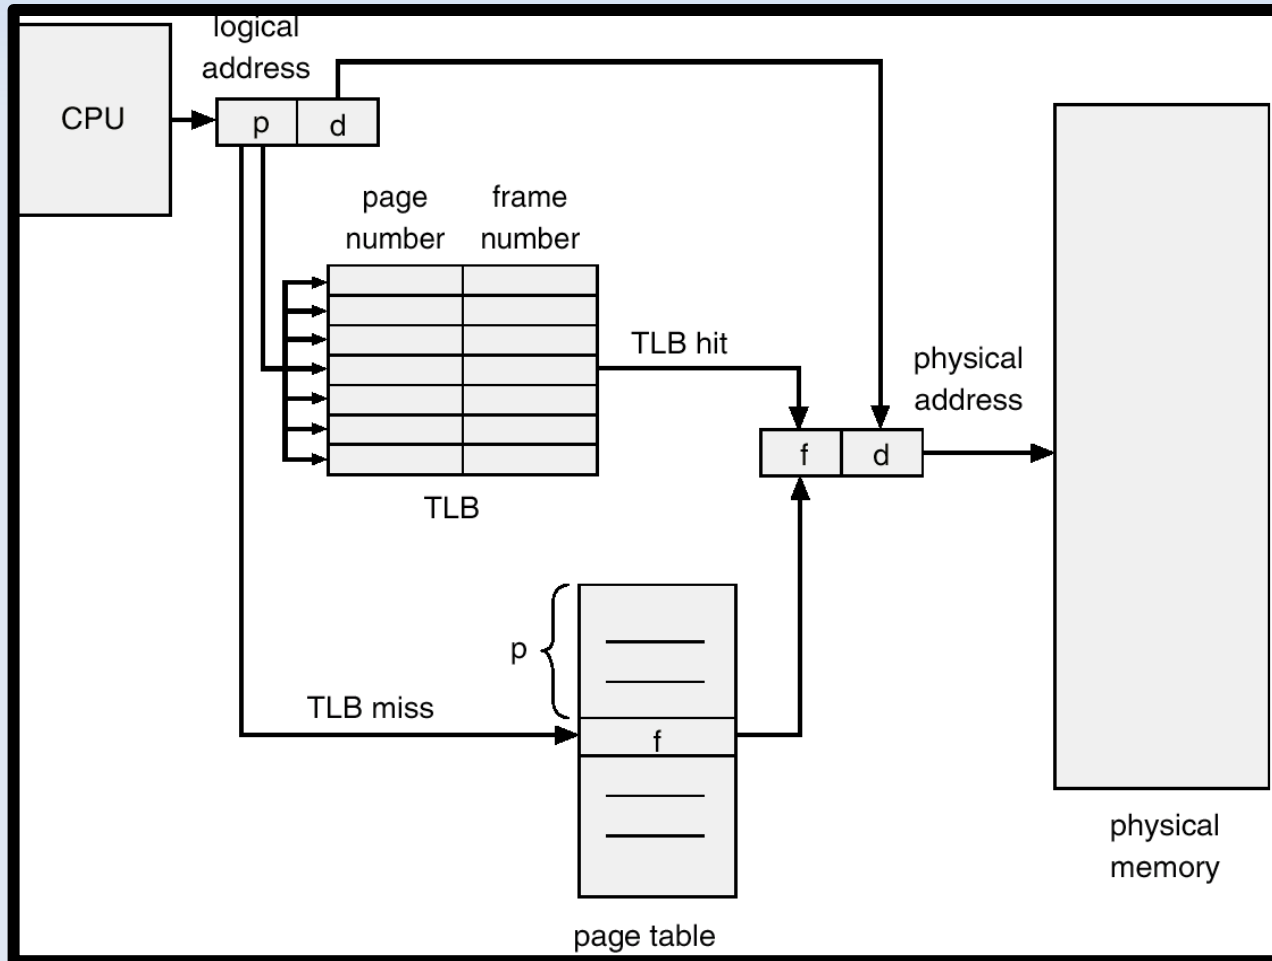 logical
address
CPU
p
d
page
number
frame
number
TLB hit
physical
address
f
d
TLB
p
TLB miss
f
physical
memory
page table